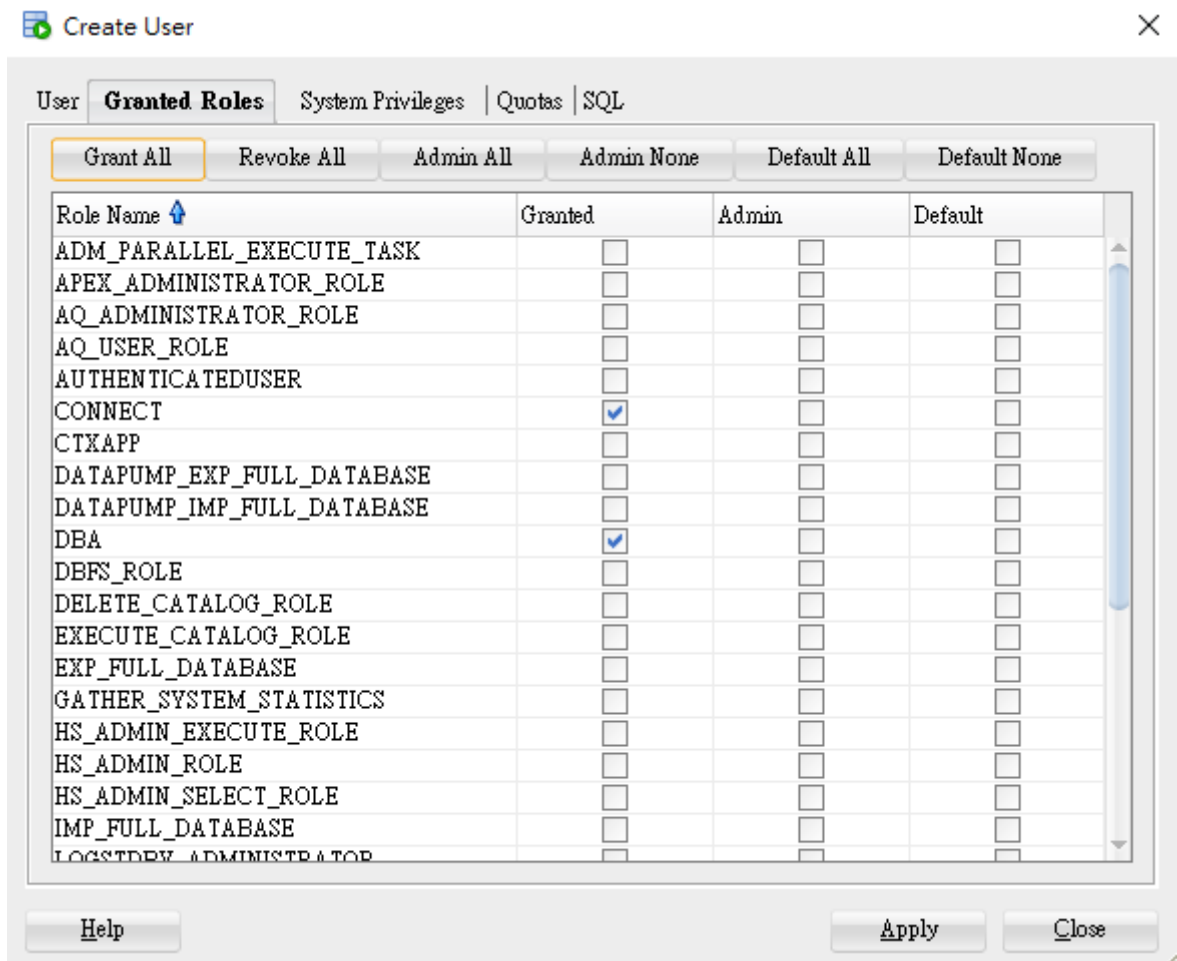 Create User
User Granted Roles System Privileges Quotas SQL
Grant All Revoke All Admin All Admin None Default All Default None
Role Name Granted Admin Default
ADM_PARALLEL_EXECUTE_TASK
APEX_ADMINISTRATOR_ROLE
AQ_ADMINISTRATOR_ROLE
AQ_USER_ROLE
AUTHENTICATEDUSER
CONNECT
CTXAPP
DATAPUMP_EXP_FULL_DATABASE
DATAPUMP_IMP_FULL_DATABASE
DBA
DBFS_ROLE
DELETE_CATALOG_ROLE
EXECUTE_CATALOG_ROLE
EXP_FULL_DATABASE
GATHER_SYSTEM_STATISTICS
HS_ADMIN_EXECUTE_ROLE
HS_ADMIN_ROLE
HS_ADMIN_SELECT_ROLE
IMP_FULL_DATABASE
LOGSTDBY_ADMINISTRATOR
Help Apply Close